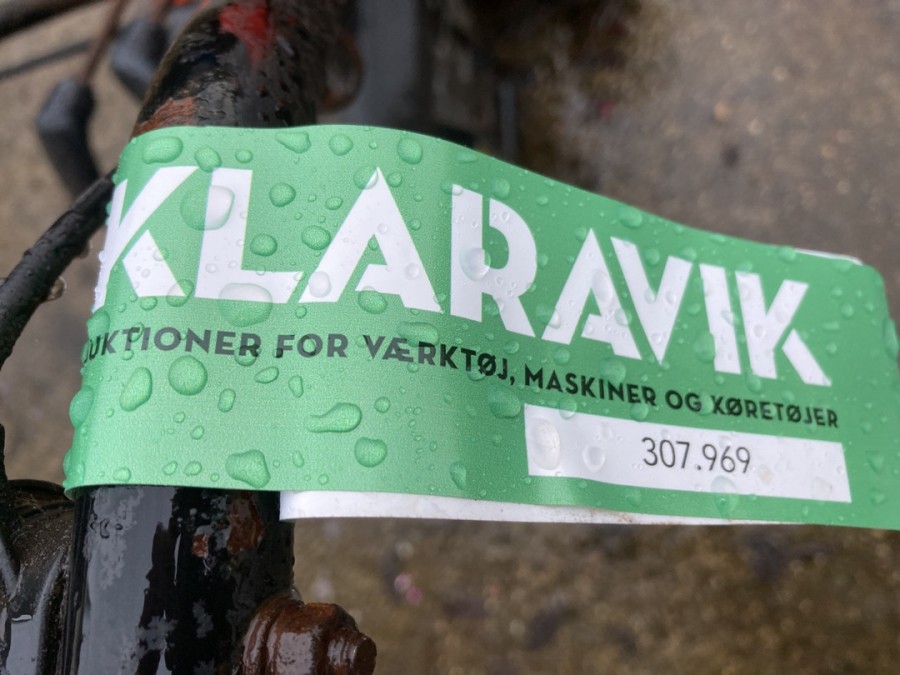 KLARAVIK
UKTIONER FOR VÆRKTØJ, MASKINER OG KØRETØJER
307.969